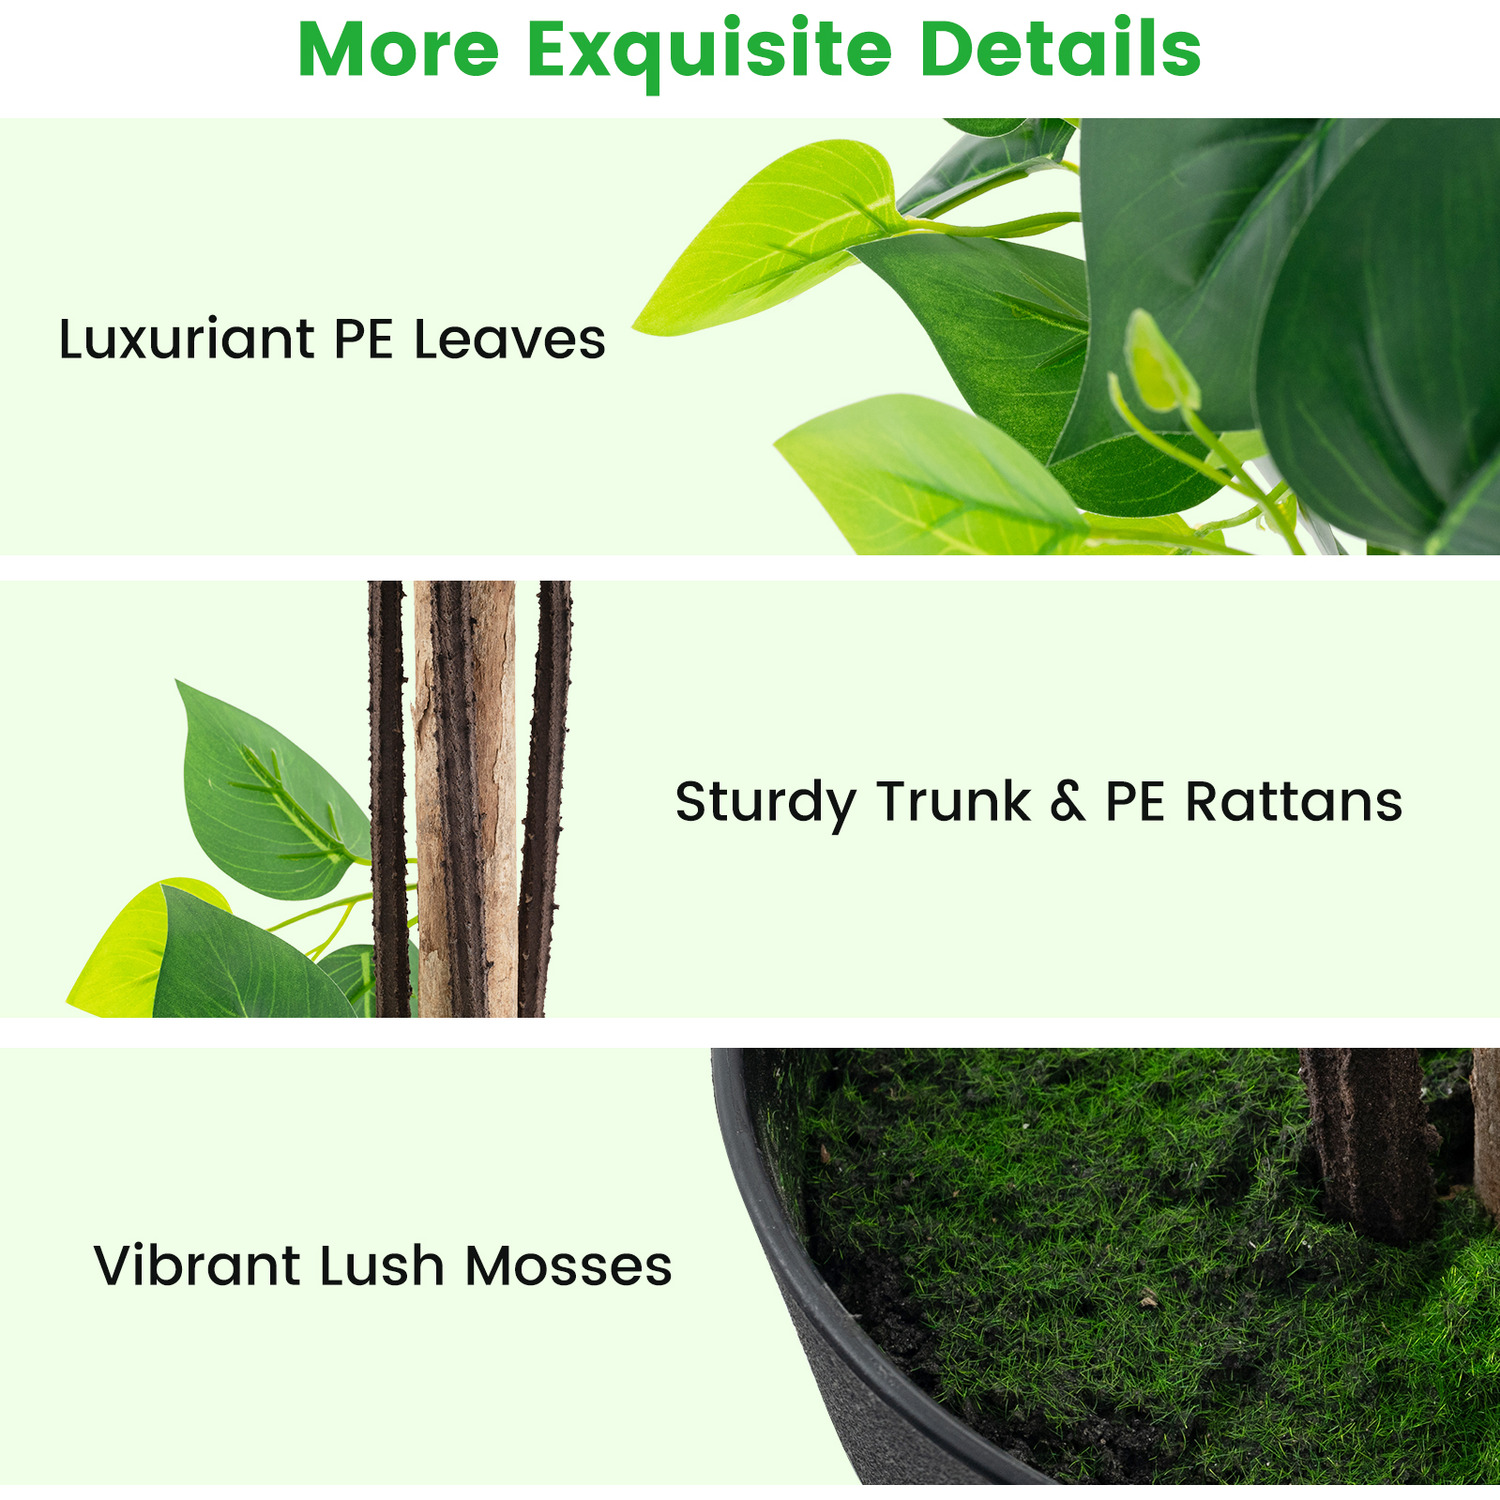 More Exquisite Details
Luxuriant PE Leaves
Sturdy Trunk & PE Rattans
Vibrant Lush Mosses